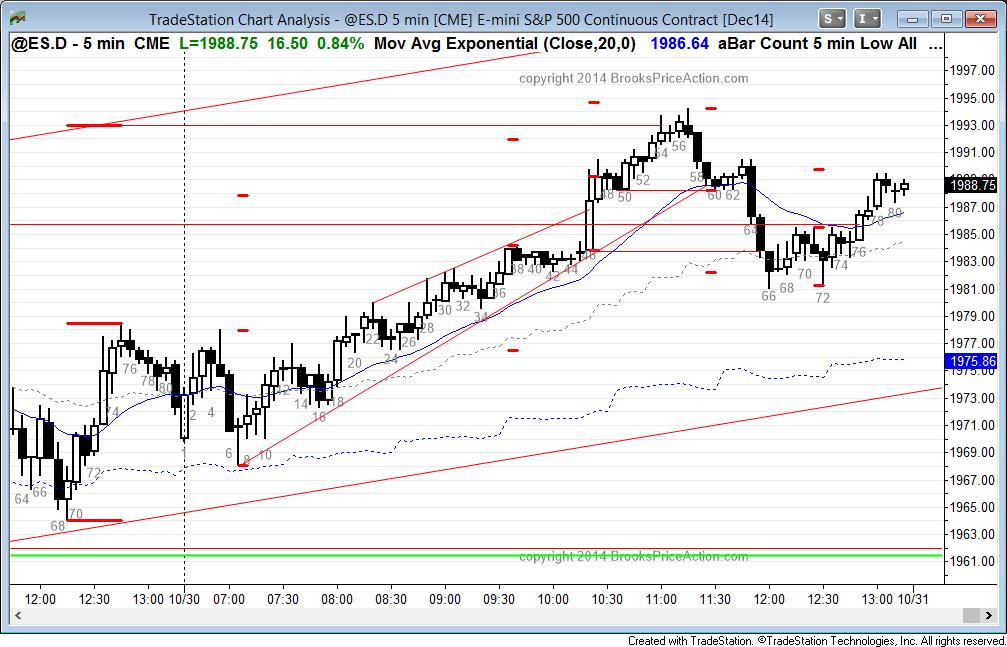 TradeStation Chart Analysis - @ES.D 5 min [CME] E-mini S&P 500 Continuous Contract [Dec14]
S I
@ES.D - 5 min CME L=1988.75 16.50 0.84% Mov Avg Exponential (Close,20,0) 1986.64 aBar Count 5 min Low All ...
copyright 2014 BrooksPriceAction.com
1997.00
1995.00
1993.00
1991.00
1988.75
1987.00
1985.00
1983.00
1981.00
1979.00
1977.00
1975.86
1975.00
1973.00
1971.00
1969.00
1967.00
1965.00
1963.00
1961.00
64 66 68 70 72 74 76 78 80
2 4 6 8 10 12 14 16 18 20 22 24 26 28 30 32 34 36 38 40 42 44 46 48 50 52 54 56 58 60 62 64 66 68 70 72 74 76 78 80
copyright 2014 BrooksPriceAction.com
12:00 12:30 13:00 10/30 07:00 07:30 08:00 08:30 09:00 09:30 10:00 10:30 11:00 11:30 12:00 12:30 13:00 10/31
Created with TradeStation. ©TradeStation Technologies, Inc. All rights reserved.